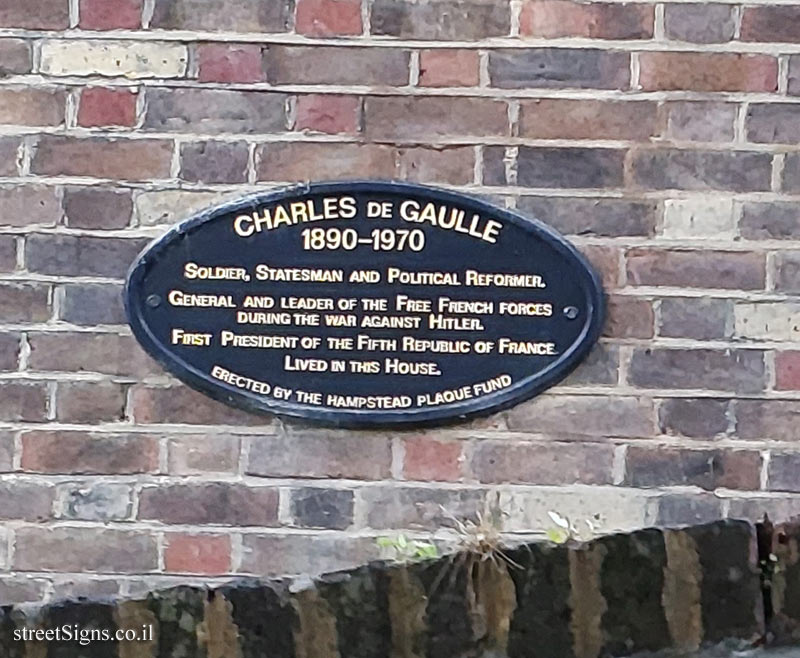 CHARLES DE GAULLE
1890–1970
SOLDIER, STATESMAN AND POLITICAL REFORMER.
GENERAL AND LEADER OF THE FREE FRENCH FORCES
DURING THE WAR AGAINST HITLER.
FIRST PRESIDENT OF THE FIFTH REPUBLIC OF FRANCE
LIVED IN THIS HOUSE.
ERECTED BY THE HAMPSTEAD PLAQUE FUND
streetSigns.co.il